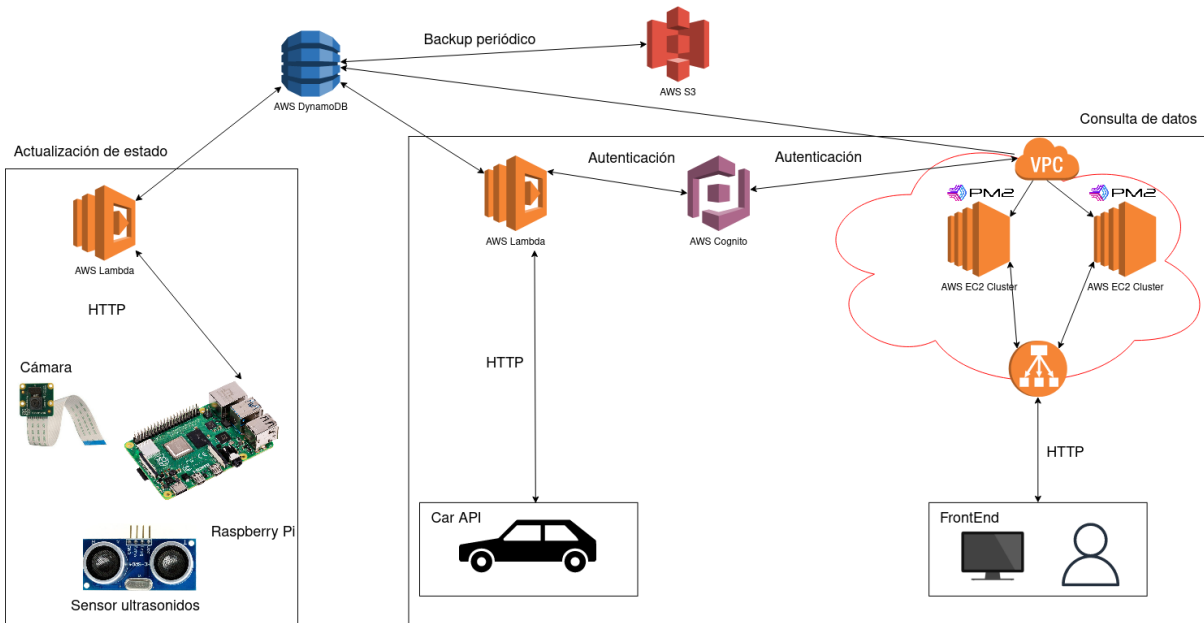 Backup periódico
AWS S3
AWS DynamoDB
Consulta de datos
Actualización de estado
Autenticación
Autenticación
VPC
PM2
PM2
AWS Lambda
AWS Lambda
AWS Cognito
AWS EC2 Cluster
AWS EC2 Cluster
HTTP
HTTP
Cámara
HTTP
Car API
FrontEnd
Raspberry Pi
Sensor ultrasonidos